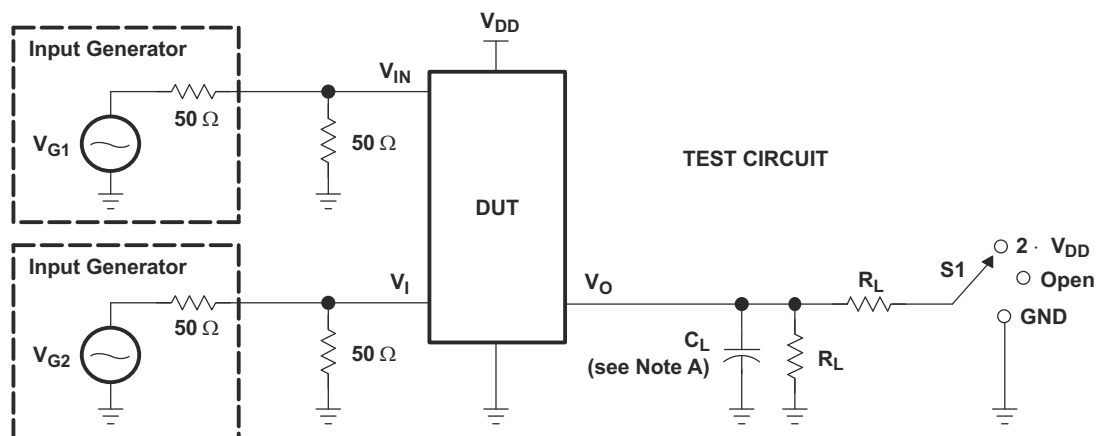 Input Generator
V_G1
50 Ω
50 Ω
V_IN
V_DD
DUT
TEST CIRCUIT
Input Generator
V_G2
50 Ω
50 Ω
V_I
V_O
C_L
(see Note A)
R_L
R_L
S1
2 · V_DD
Open
GND